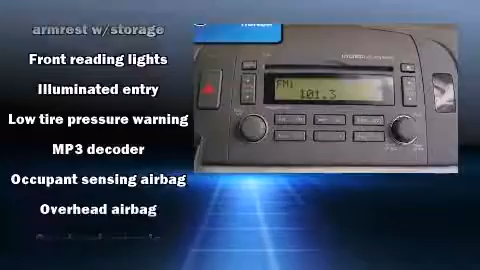 armrest w/storage
Front reading lights
Illuminated entry
Low tire pressure warning
MP3 decoder
Occupant sensing airbag
Overhead airbag
FM1
101.3